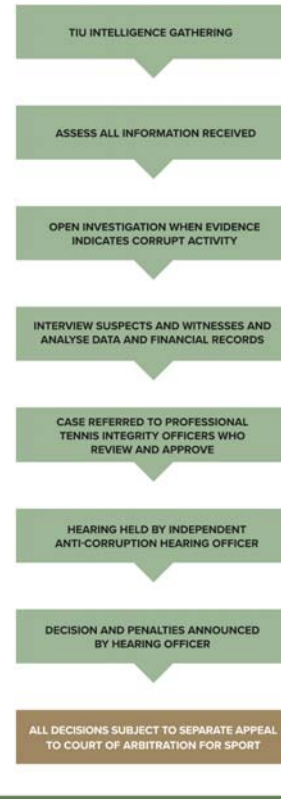 TIU INTELLIGENCE GATHERING
ASSESS ALL INFORMATION RECEIVED
OPEN INVESTIGATION WHEN EVIDENCE
INDICATES CORRUPT ACTIVITY
INTERVIEW SUSPECTS AND WITNESSES AND
ANALYSE DATA AND FINANCIAL RECORDS
CASE REFERRED TO PROFESSIONAL
TENNIS INTEGRITY OFFICERS WHO
REVIEW AND APPROVE
HEARING HELD BY INDEPENDENT
ANTI-CORRUPTION HEARING OFFICER
DECISION AND PENALTIES ANNOUNCED
BY HEARING OFFICER
ALL DECISIONS SUBJECT TO SEPARATE APPEAL
TO COURT OF ARBITRATION FOR SPORT